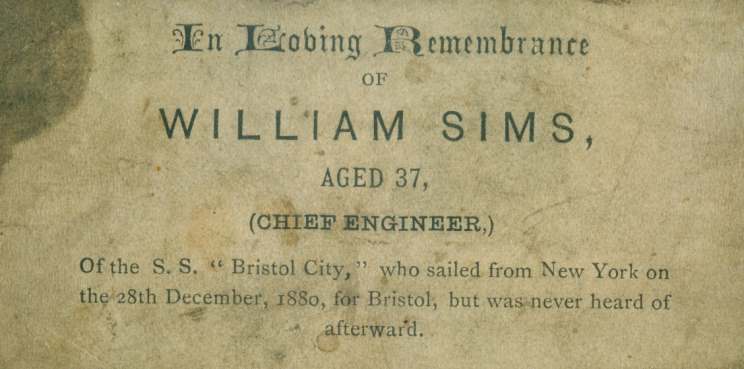 In Loving Remembrance
OF
WILLIAM SIMS,
AGED 37,
(CHIEF ENGINEER,)
Of the S. S. “ Bristol City,” who sailed from New York on
the 28th December, 1880, for Bristol, but was never heard of
afterward.